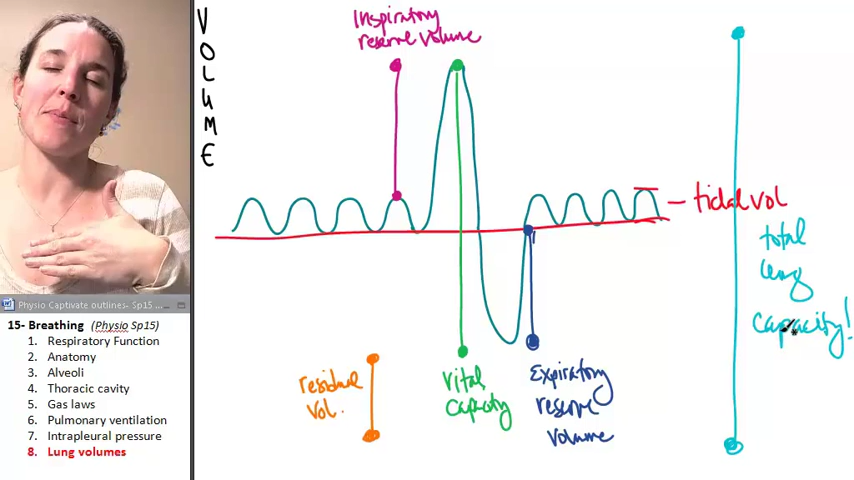 VOLUME
Inspiratory
reserve volume
tidal vol
total
lung
capacity!
residual
vol.
vital
capacity
Expiratory
reserve
volume
Physio Captivate outlines- Sp15 ...
15- Breathing (Physio Sp15)
1. Respiratory Function
2. Anatomy
3. Alveoli
4. Thoracic cavity
5. Gas laws
6. Pulmonary ventilation
7. Intrapleural pressure
8. Lung volumes